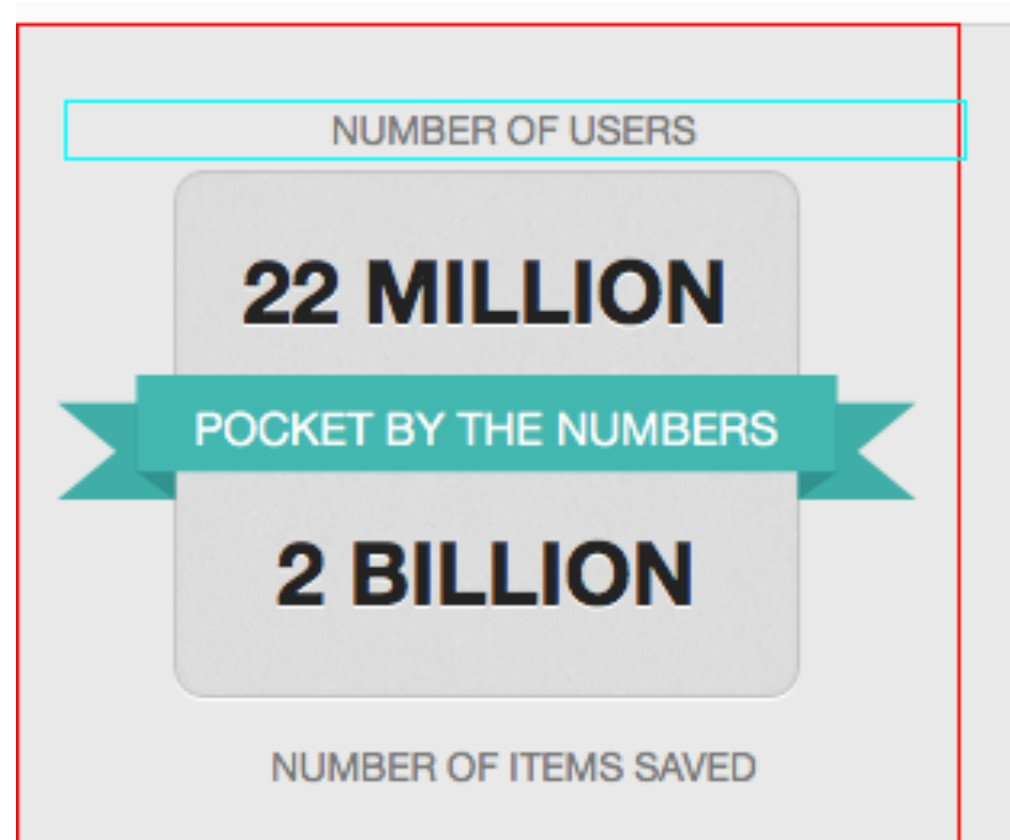 NUMBER OF USERS
22 MILLION
POCKET BY THE NUMBERS
2 BILLION
NUMBER OF ITEMS SAVED